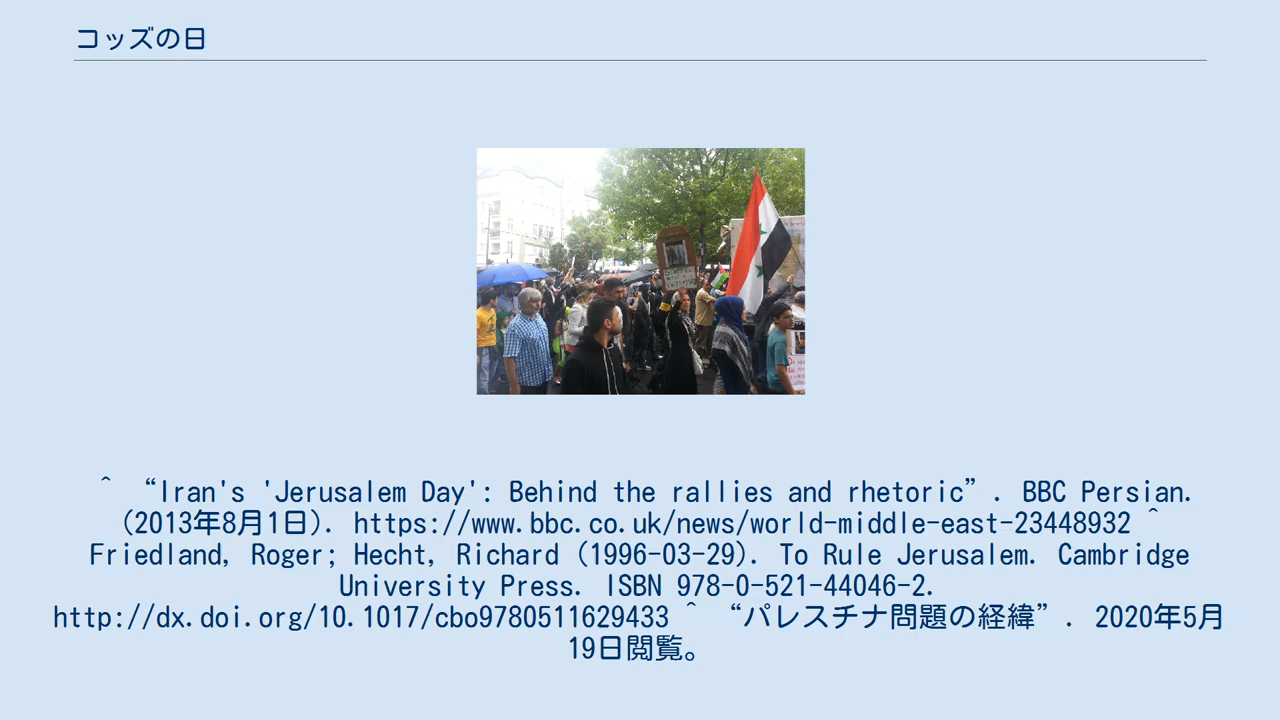 コッズの日
^ “Iran's 'Jerusalem Day': Behind the rallies and rhetoric”. BBC Persian.
(2013年8月1日). https://www.bbc.co.uk/news/world-middle-east-23448932 ^
Friedland, Roger; Hecht, Richard (1996-03-29). To Rule Jerusalem. Cambridge
University Press. ISBN 978-0-521-44046-2.
http://dx.doi.org/10.1017/cbo9780511629433 ^ “パレスチナ問題の経緯”. 2020年5月
19日閲覧。